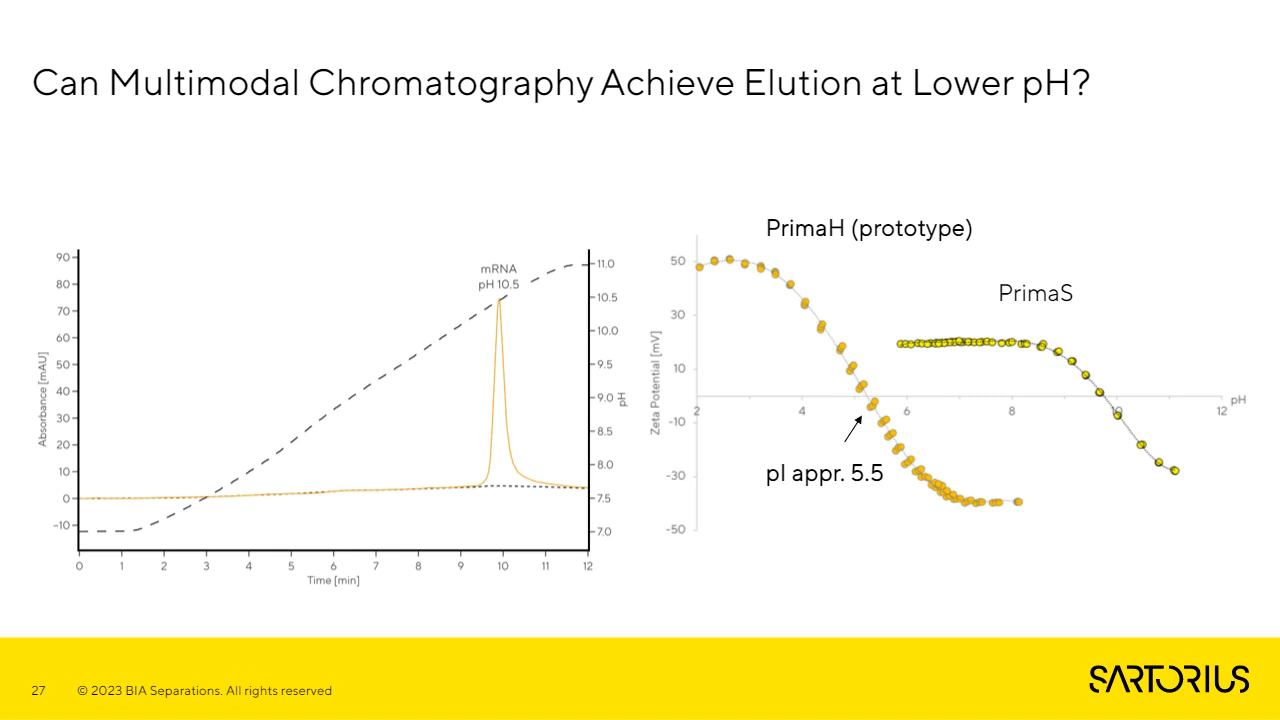 Can Multimodal Chromatography Achieve Elution at Lower pH?
90
80
70
60
50
40
30
20
10
0
-10
Absorbance [mAU]
mRNA
pH 10.5
11.0
10.5
10.0
9.5
9.0
8.5
8.0
7.5
7.0
pH
0 1 2 3 4 5 6 7 8 9 10 11 12
Time [min]
PrimaH (prototype)
PrimaS
50
30
10
-10
-30
-50
Zeta Potential [mV]
2 4 6 8 10 12
pH
pI appr. 5.5
27 © 2023 BIA Separations. All rights reserved
SARTORIUS